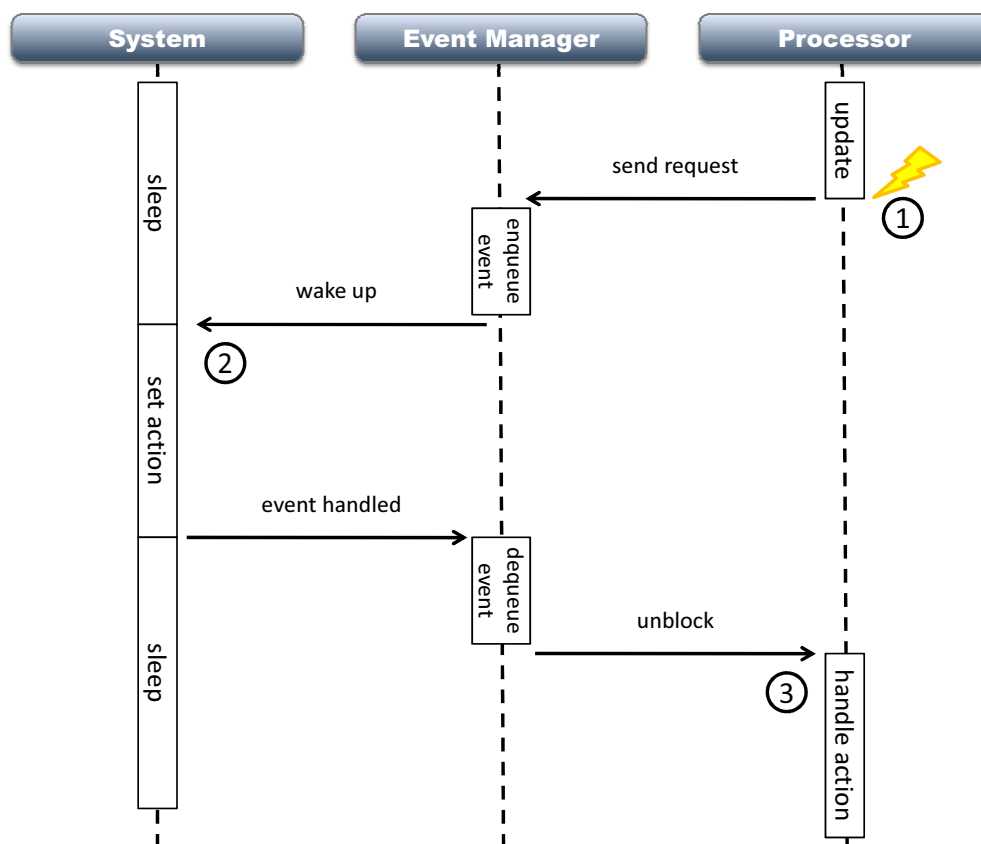 System
Event Manager
Processor
update
send request
1
sleep
enqueue
event
wake up
2
set action
event handled
dequeue
event
unblock
sleep
3
handle action